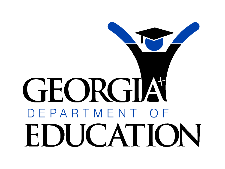 GEORGIA
DEPARTMENT OF
EDUCATION